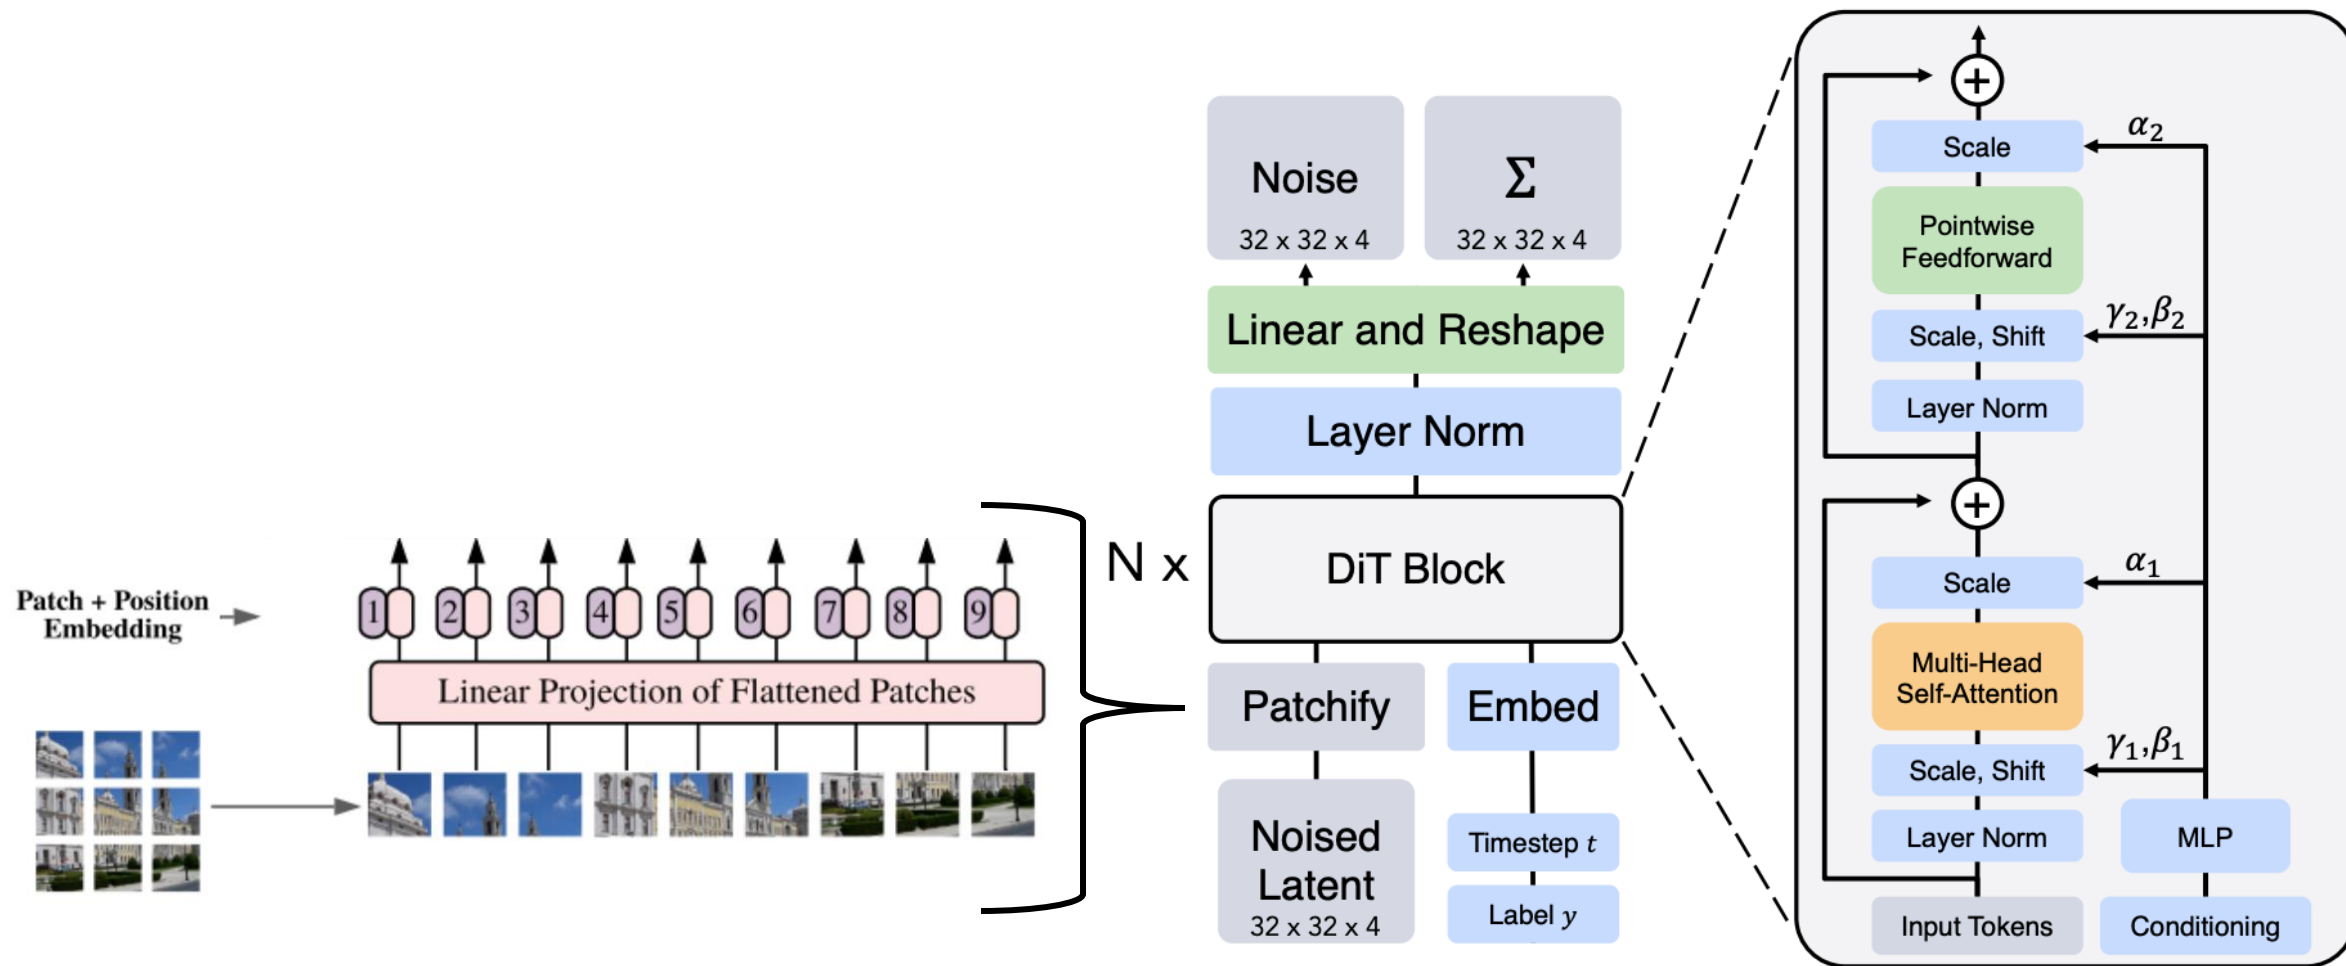 Patch + Position
Embedding
1 2 3 4 5 6 7 8 9
Linear Projection of Flattened Patches
N x
Noise
32 x 32 x 4
Σ
32 x 32 x 4
Linear and Reshape
Layer Norm
DiT Block
Patchify
Embed
Noised
Latent
32 x 32 x 4
Timestep t
Label y
+
Scale
α₂
Pointwise
Feedforward
Scale, Shift
γ₂,β₂
Layer Norm
+
Scale
α₁
Multi-Head
Self-Attention
Scale, Shift
γ₁,β₁
Layer Norm
MLP
Input Tokens
Conditioning